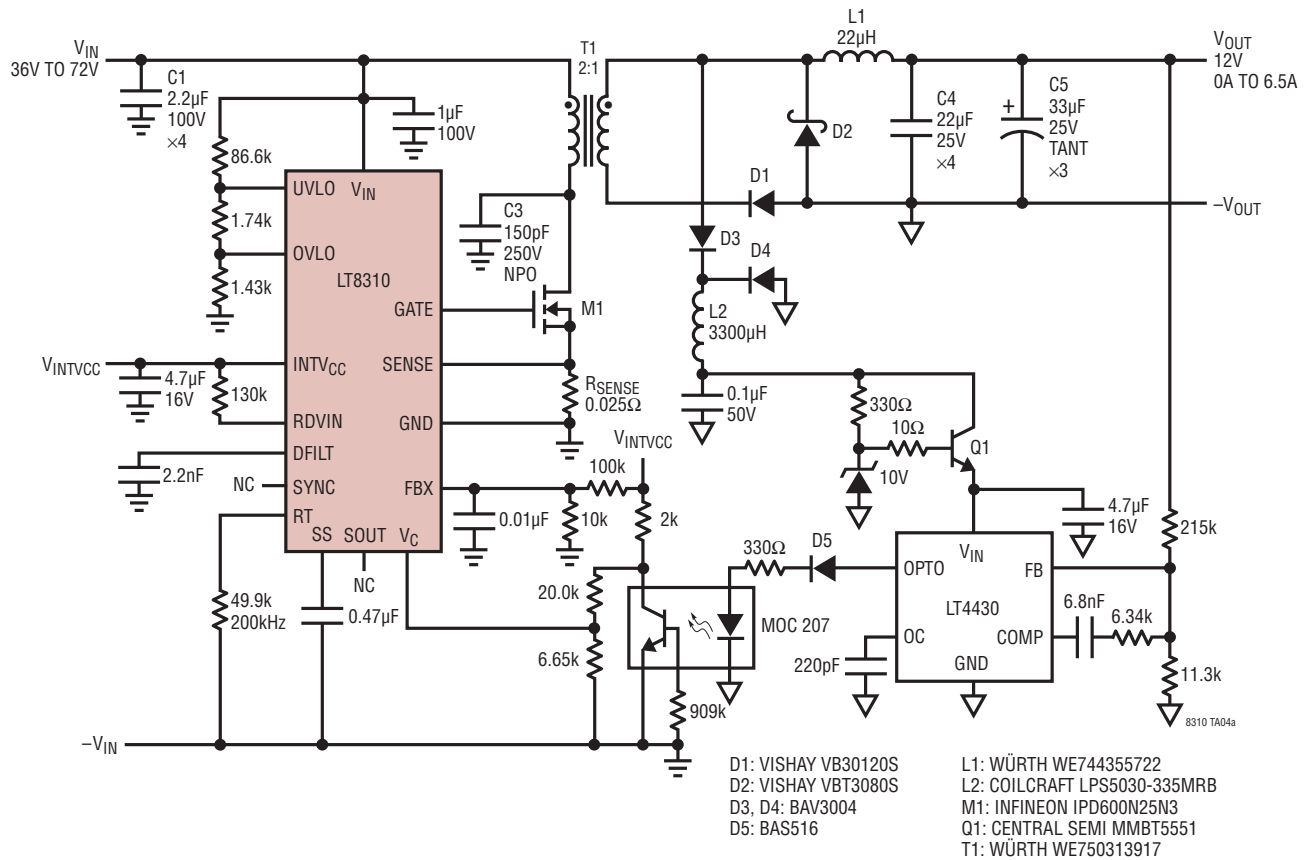 VIN
36V TO 72V
C1
2.2µF
100V
×4
1µF
100V
T1
2:1
L1
22µH
VOUT
12V
0A TO 6.5A
C4
22µF
25V
×4
+
C5
33µF
25V
TANT
×3
D2
D1
–VOUT
86.6k
1.74k
1.43k
UVLO
VIN
OVLO
LT8310
GATE
INTVCC
SENSE
RDVIN
GND
DFILT
SYNC
FBX
RT
SS
SOUT
VC
C3
150pF
250V
NPO
M1
D3
D4
L2
3300µH
VINTVCC
4.7µF
16V
130k
RSENSE
0.025Ω
0.1µF
50V
330Ω
10Ω
Q1
10V
2.2nF
NC
NC
VINTVCC
100k
0.01µF
10k
2k
4.7µF
16V
215k
49.9k
200kHz
0.47µF
20.0k
6.65k
MOC 207
909k
330Ω
D5
VIN
OPTO
FB
LT4430
OC
COMP
GND
220pF
6.8nF
6.34k
11.3k
8310 TA04a
–VIN
D1: VISHAY VB30120S
D2: VISHAY VBT3080S
D3, D4: BAV3004
D5: BAS516
L1: WÜRTH WE744355722
L2: COILCRAFT LPS5030-335MRB
M1: INFINEON IPD600N25N3
Q1: CENTRAL SEMI MMBT5551
T1: WÜRTH WE750313917